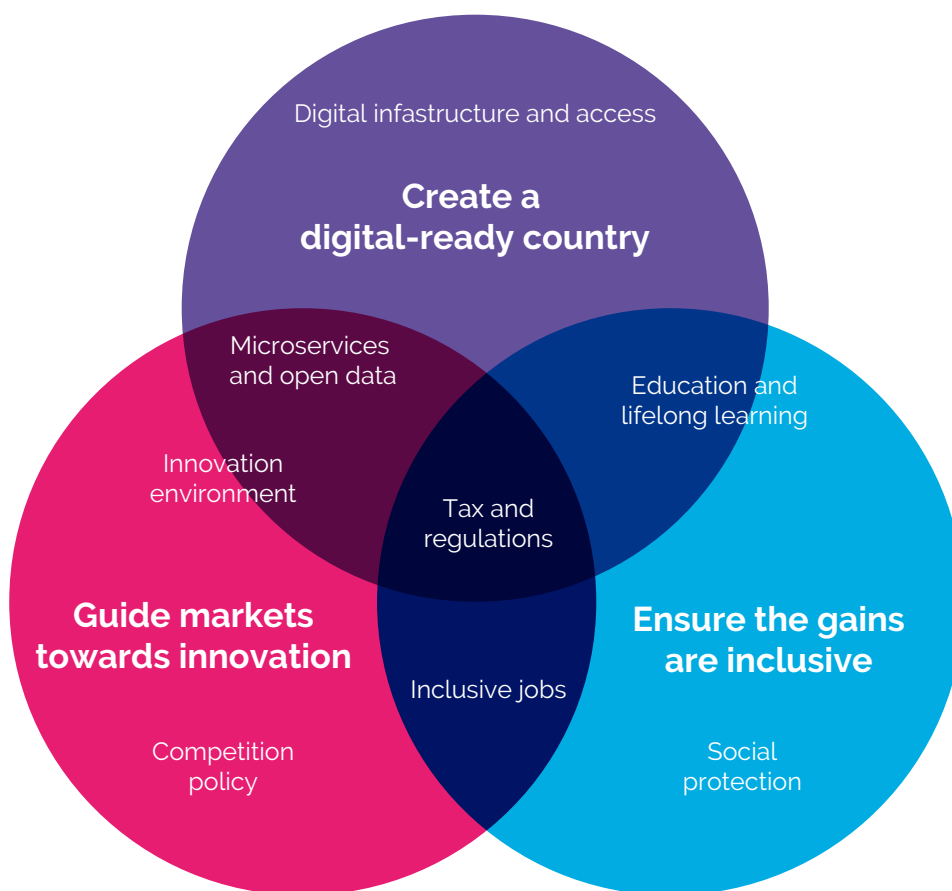 Digital infastructure and access
Create a
digital-ready country
Microservices
and open data
Education and
lifelong learning
Innovation
environment
Tax and
regulations
Guide markets
towards innovation
Ensure the gains
are inclusive
Inclusive jobs
Competition
policy
Social
protection